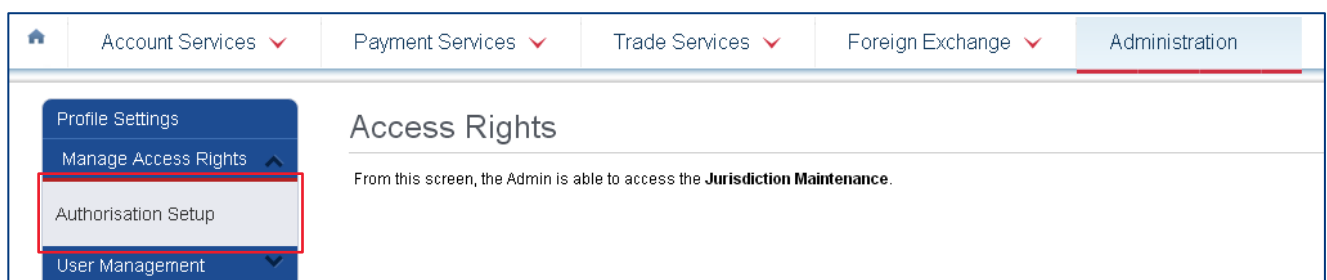 Account Services Payment Services Trade Services Foreign Exchange Administration
Profile Settings
Access Rights
Manage Access Rights
From this screen, the Admin is able to access the Jurisdiction Maintenance.
Authorisation Setup
User Management